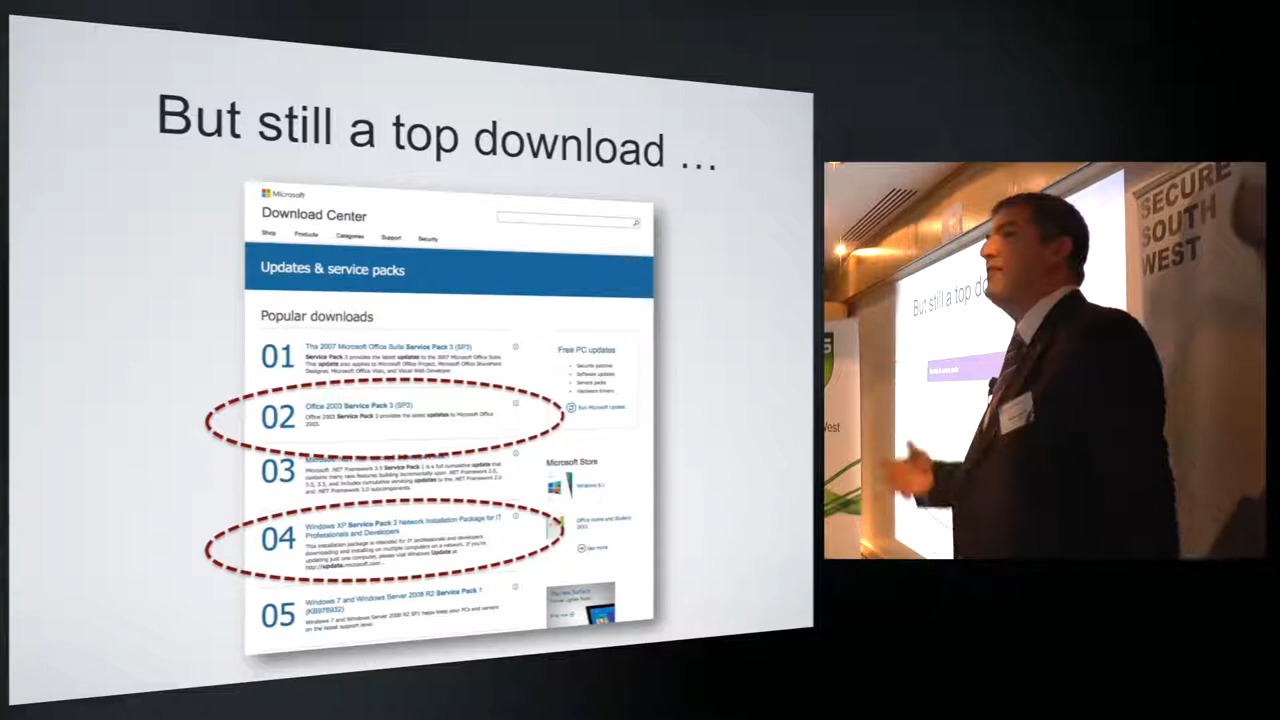 But still a top download ...
Microsoft
Download Center
Shop Products Categories Support Security
Updates & service packs
Popular downloads
01
The 2007 Microsoft Office Suite Service Pack 3 (SP3)
Service Pack 3 provides the latest updates to the 2007 Microsoft Office Suite.
This update also applies to Microsoft Office Project, Microsoft Office SharePoint
Designer, Microsoft Office Visio, and Visual Web Developer.
02
Office 2003 Service Pack 3 (SP3)
Office 2003 Service Pack 3 provides the latest updates to Microsoft Office
2003.
03
Microsoft .NET Framework 3.5 Service Pack 1 is a full cumulative update that
contains many new features building incrementally upon .NET Framework 2.0,
3.0, 3.5, and includes cumulative servicing updates to the .NET Framework 2.0
and .NET Framework 3.0 subcomponents.
04
Windows XP Service Pack 3 Network Installation Package for IT
Professionals and Developers
This installation package is intended for IT professionals and developers
downloading and installing on multiple computers on a network. If you're
updating just one computer, please visit Windows Update at
http://update.microsoft.com...
05
Windows 7 and Windows Server 2008 R2 Service Pack 1
(KB976932)
Windows 7 and Windows Server 2008 R2 SP1 helps keep your PCs and servers
on the latest support level.
Free PC updates
Security patches
Software updates
Service packs
Hardware drivers
Run Microsoft Update
Microsoft Store
Windows 8.1
Office Home and Student
2013
See more
SECURE
SOUTH
WEST
But still a top do
Updates & service packs
West